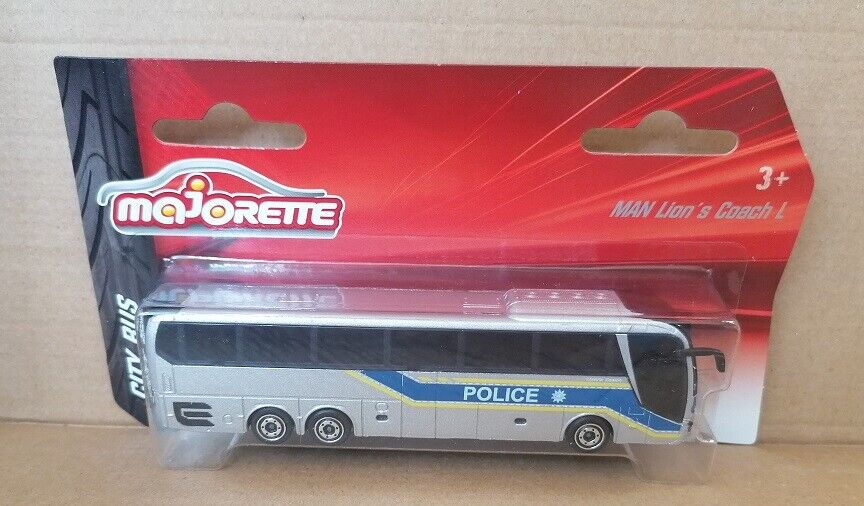 majorette
3+
MAN Lion's Coach L
CITY BUS
POLICE